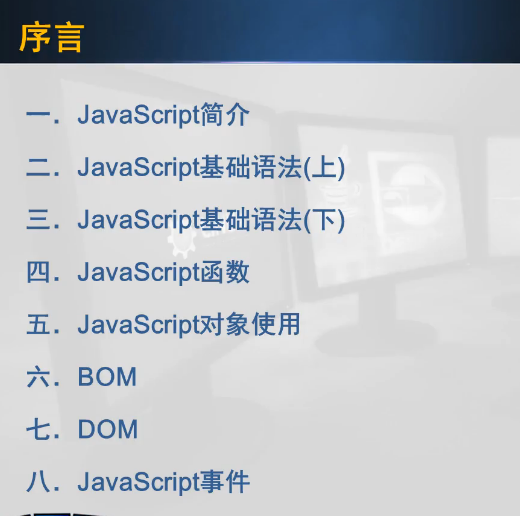 序言
一．JavaScript简介
二．JavaScript基础语法(上)
三．JavaScript基础语法(下)
四．JavaScript函数
五．JavaScript对象使用
六．BOM
七．DOM
八．JavaScript事件